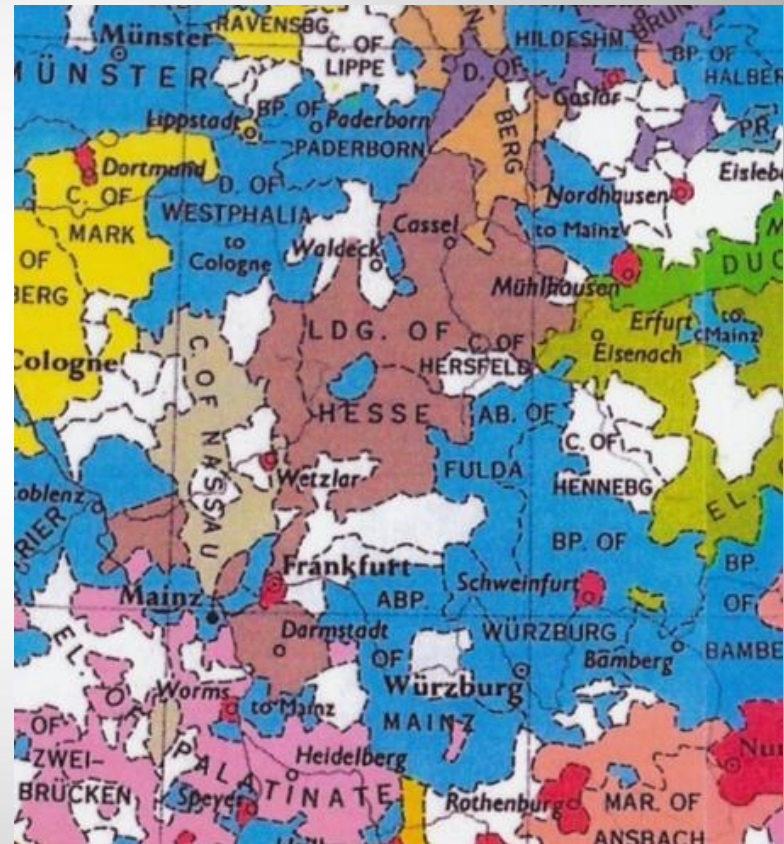 RAVENSBG
Münster
MÜNSTER
C. OF
LIPPE
HILDESHM
BP. OF
HALBER
D. OF
BERG
Goslar
PR.
Lippstadt
BP. OF
Paderborn
PADERBORN
Dortmund
C. OF
MARK
D. OF
WESTPHALIA
to
Cologne
Waldeck
Cassel
Nordhausen
to Mainz
Mühlhausen
DUC
OF
BERG
Cologne
LDG. OF
HESSE
C. OF
HERSFELD
Erfurt
to
Mainz
Eisenach
C. OF NASSAU
AB. OF
FULDA
C. OF
HENNEBG
Wetzlar
EL.
Coblenz
RIER
Frankfurt
Mainz
ABP.
OF
MAINZ
BP. OF
WÜRZBURG
Schweinfurt
BP.
OF
BAMBE
Bamberg
Darmstadt
Würzburg
EL. OF PALATINATE
Worms
to Mainz
OF
ZWEI-
BRÜCKEN
Heidelberg
Speyer
Rothenburg
MAR. OF
ANSBACH
Nur